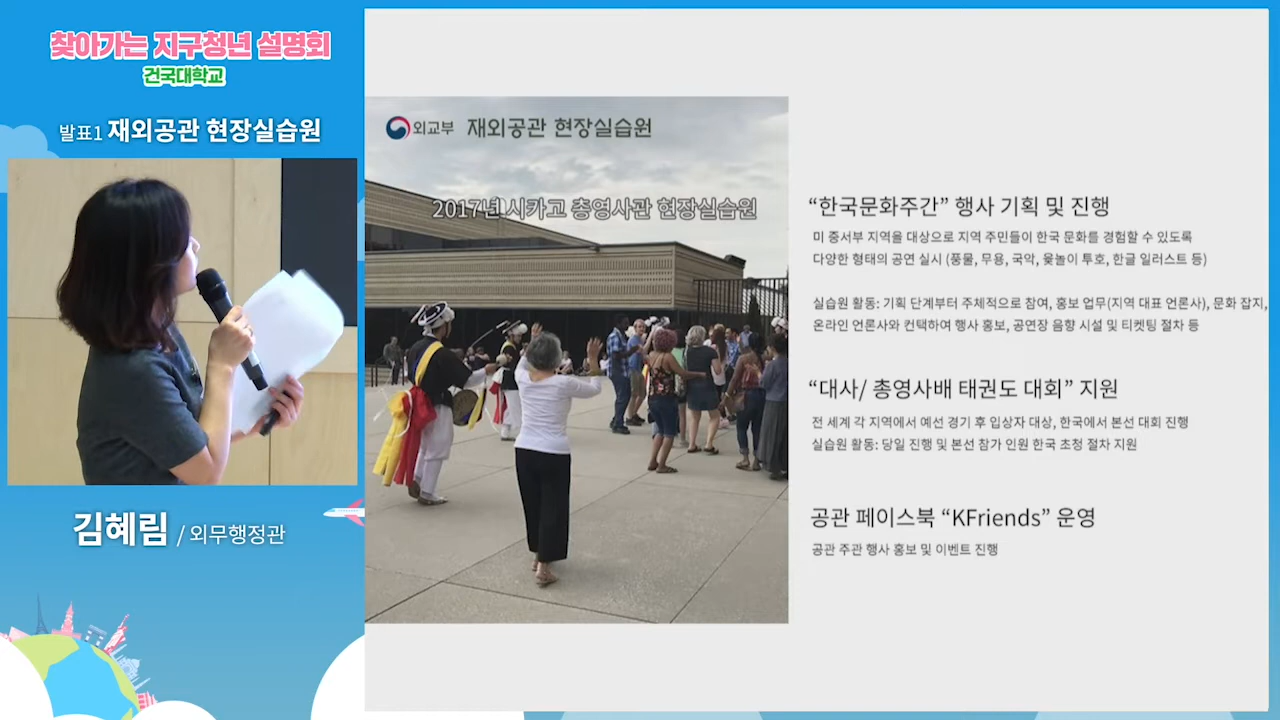 찾아가는 지구청년 설명회
건국대학교
발표1 재외공관 현장실습원
김혜림 / 외무행정관
외교부 재외공관 현장실습원
2017년 시카고 총영사관 현장실습원
“한국문화주간” 행사 기획 및 진행
미 중서부 지역을 대상으로 지역 주민들이 한국 문화를 경험할 수 있도록
다양한 형태의 공연 실시 (풍물, 무용, 국악, 윷놀이 투호, 한글 일러스트 등)
실습원 활동: 기획 단계부터 주체적으로 참여, 홍보 업무(지역 대표 언론사), 문화 잡지,
온라인 언론사와 컨택하여 행사 홍보, 공연장 음향 시설 및 티켓팅 절차 등
“대사/ 총영사배 태권도 대회” 지원
전 세계 각 지역에서 예선 경기 후 입상자 대상, 한국에서 본선 대회 진행
실습원 활동: 당일 진행 및 본선 참가 인원 한국 초청 절차 지원
공관 페이스북 “KFriends” 운영
공관 주관 행사 홍보 및 이벤트 진행